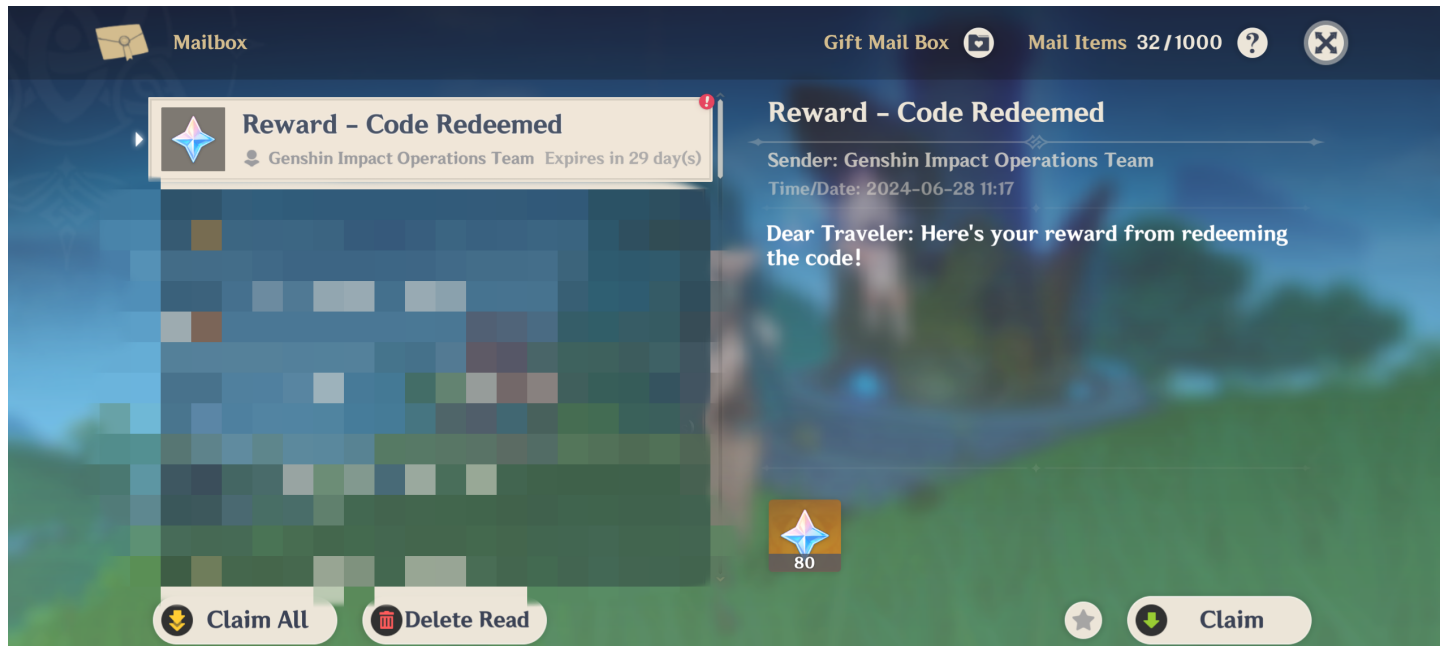 Mailbox
Gift Mail Box
Mail Items 32/1000 ?
Reward – Code Redeemed
Genshin Impact Operations Team Expires in 29 day(s)
Reward – Code Redeemed
Sender: Genshin Impact Operations Team
Time/Date: 2024-06-28 11:17
Dear Traveler: Here's your reward from redeeming
the code!
80
Claim All
Delete Read
Claim